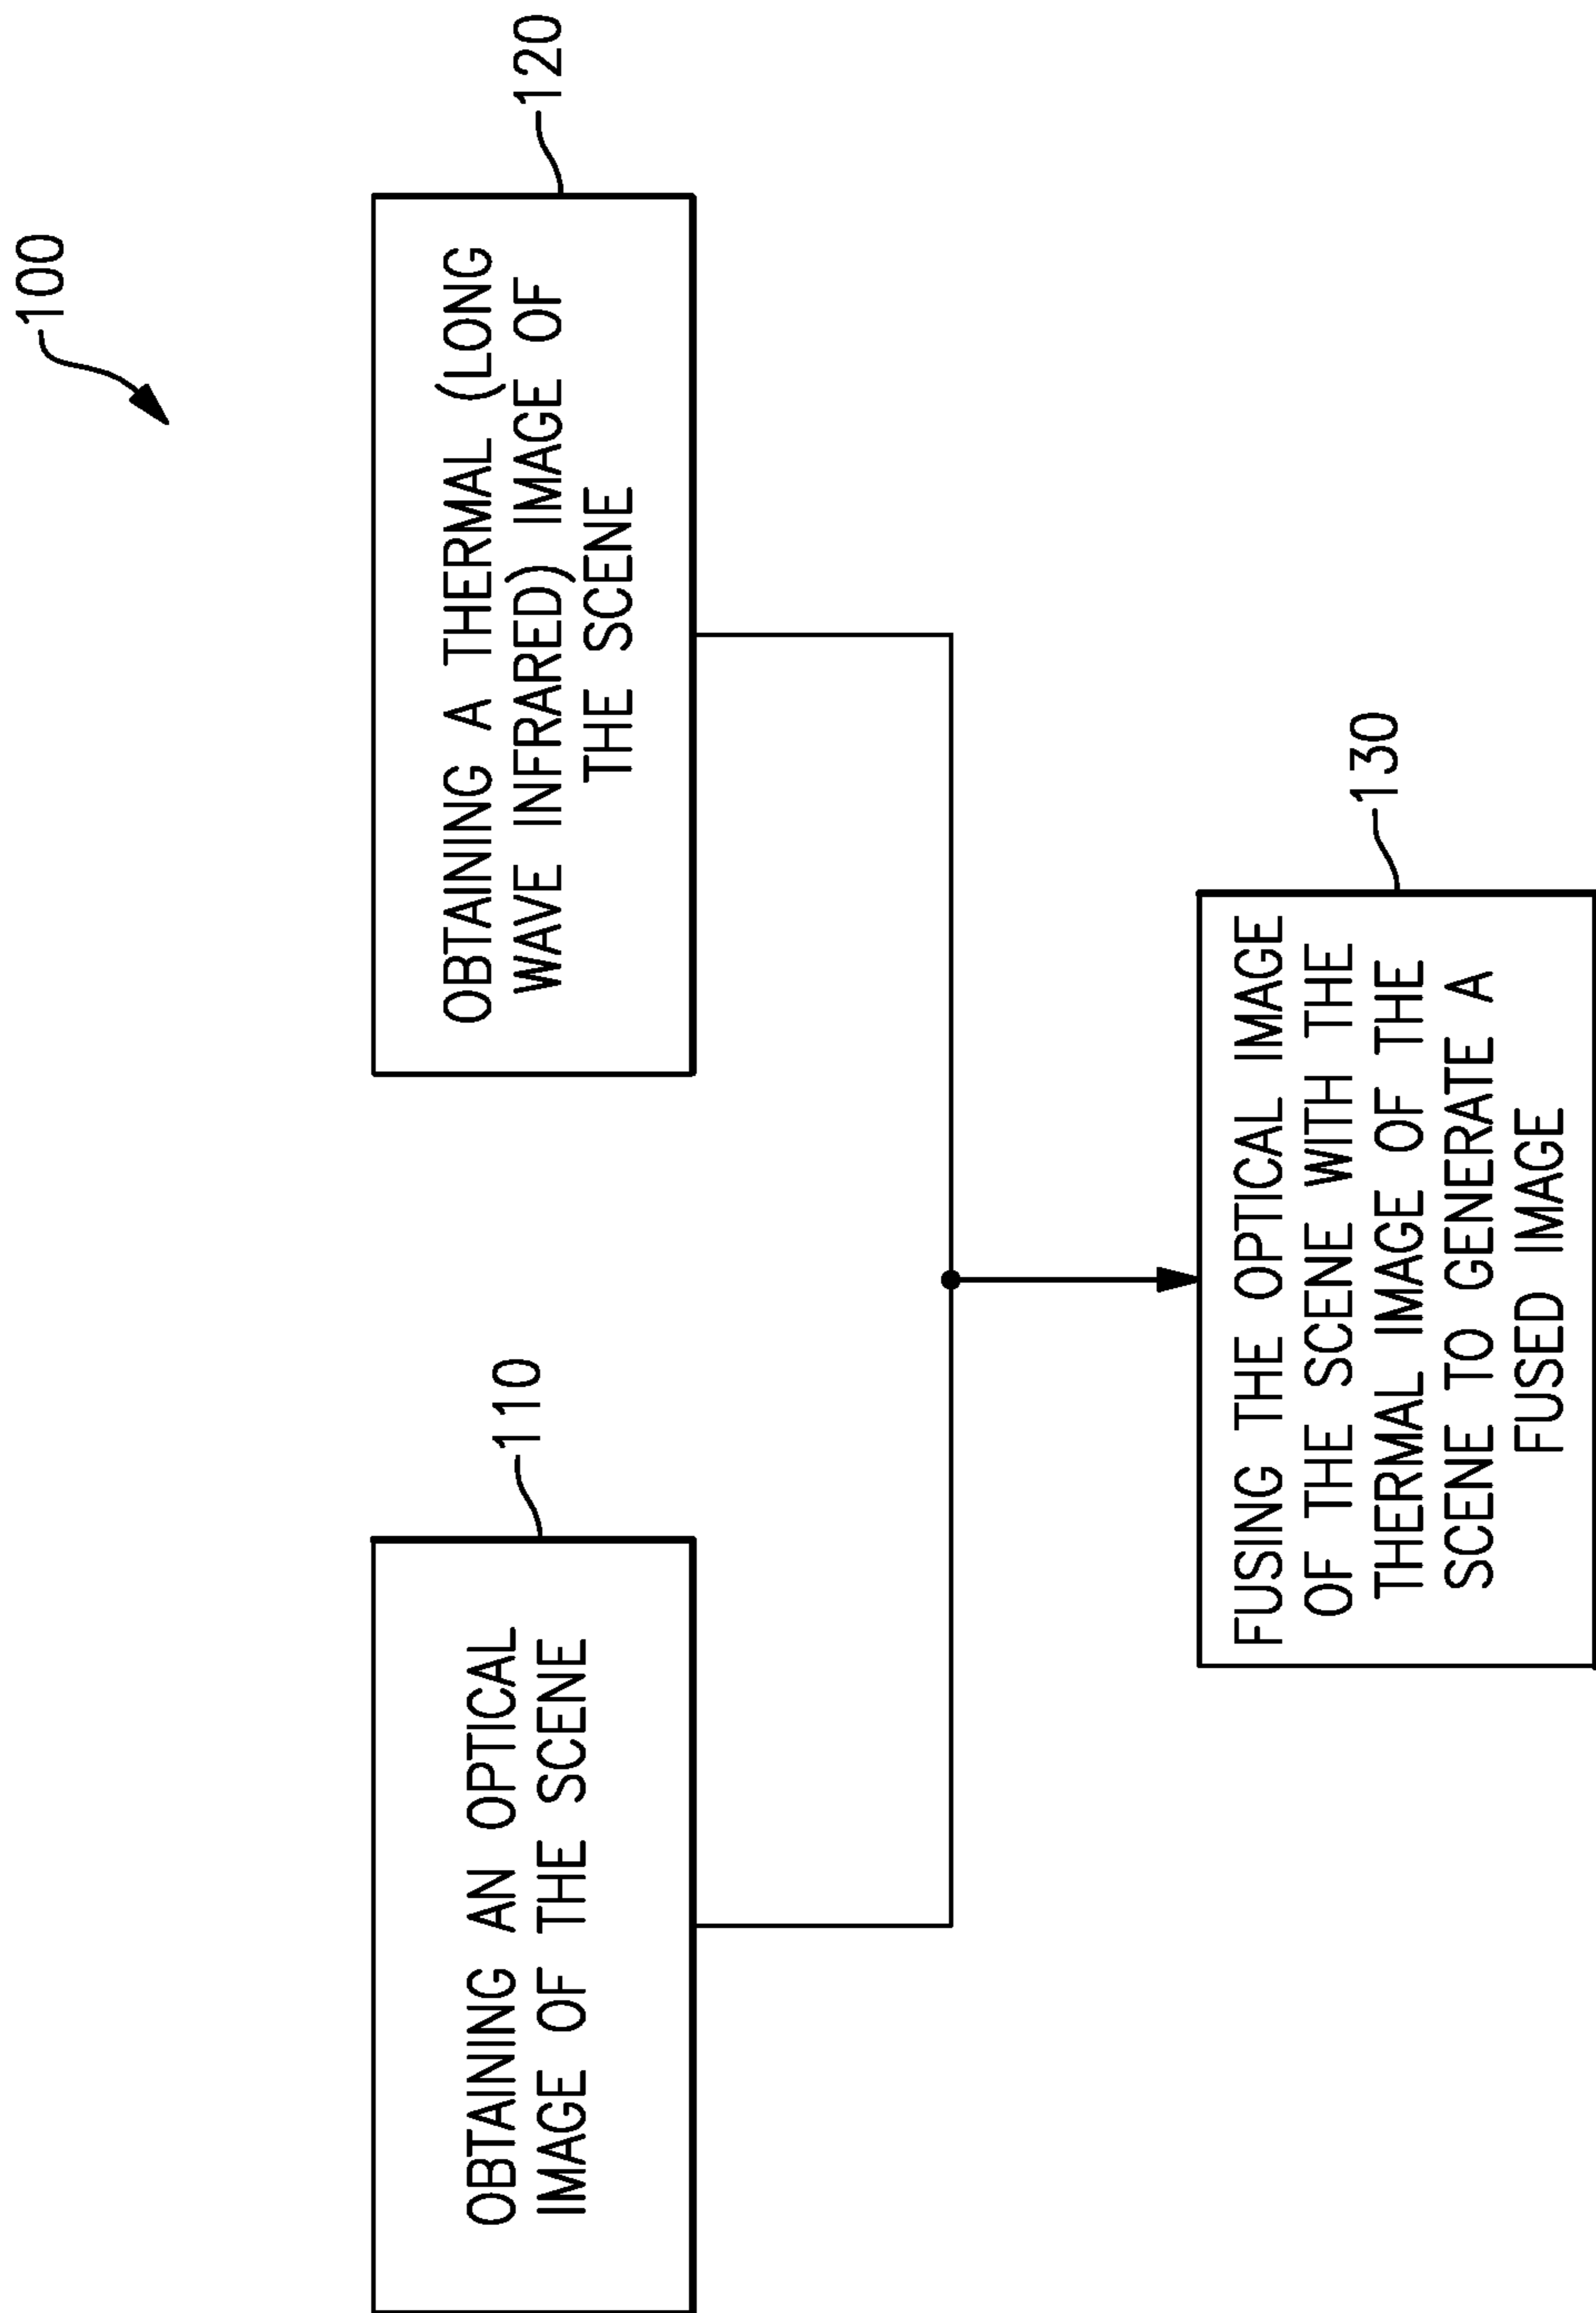 100
OBTAINING AN OPTICAL
IMAGE OF THE SCENE
110
OBTAINING A THERMAL (LONG
WAVE INFRARED) IMAGE OF
THE SCENE
120
FUSING THE OPTICAL IMAGE
OF THE SCENE WITH THE
THERMAL IMAGE OF THE
SCENE TO GENERATE A
FUSED IMAGE
130